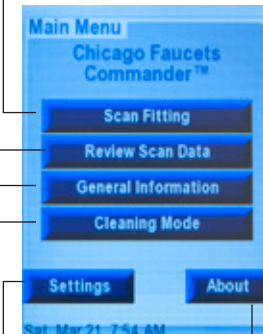 Main Menu
Chicago Faucets
Commander™
Scan Fitting
Review Scan Data
General Information
Cleaning Mode
Settings
About
Sat, Mar 21, 7:54 AM